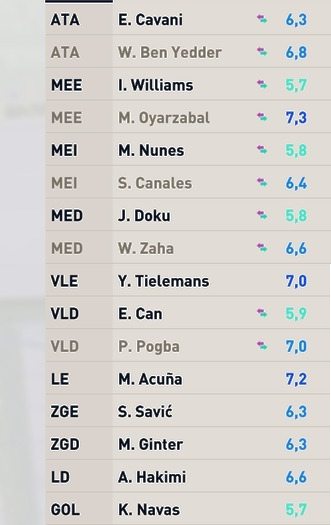 ATA E. Cavani 6,3
ATA W. Ben Yedder 6,8
MEE I. Williams 5,7
MEE M. Oyarzabal 7,3
MEI M. Nunes 5,8
MEI S. Canales 6,4
MED J. Doku 5,8
MED W. Zaha 6,6
VLE Y. Tielemans 7,0
VLD E. Can 5,9
VLD P. Pogba 7,0
LE M. Acuña 7,2
ZGE S. Savić 6,3
ZGD M. Ginter 6,3
LD A. Hakimi 6,6
GOL K. Navas 5,7